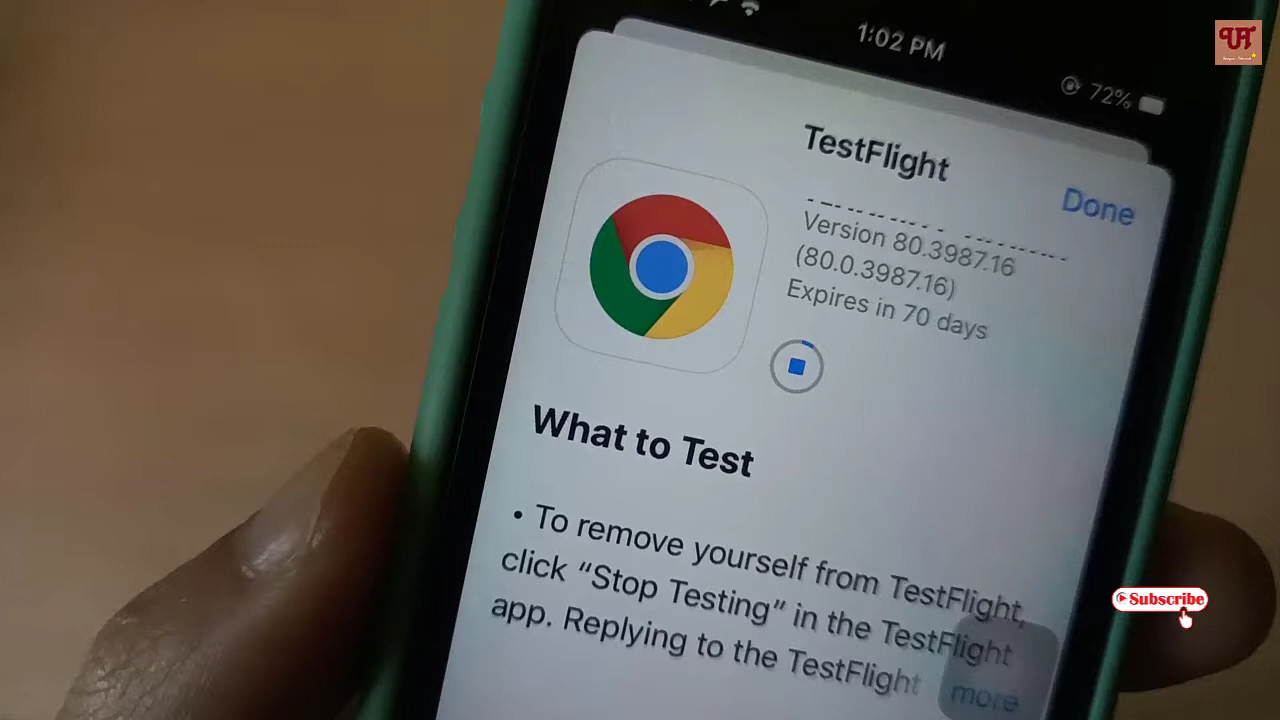 1:02 PM
72%
TestFlight
Done
Version 80.3987.16
(80.0.3987.16)
Expires in 70 days
What to Test
• To remove yourself from TestFlight,
click “Stop Testing” in the TestFlight
app. Replying to the TestFlight
more
Subscribe